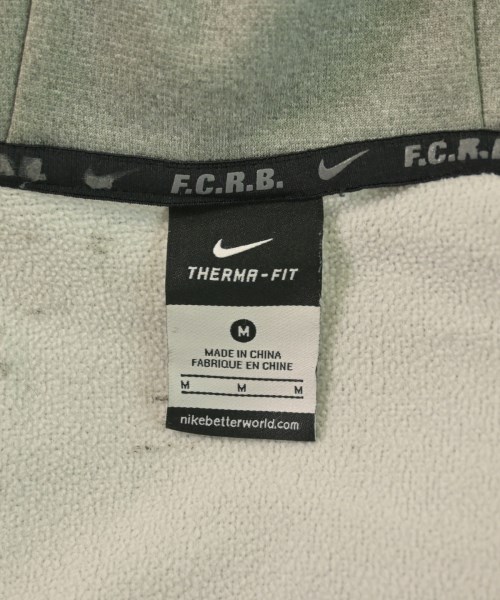 F.C.R.B.
F.C.R.B.
THERMA-FIT
M
MADE IN CHINA
FABRIQUE EN CHINE
M M M
nikebetterworld.com